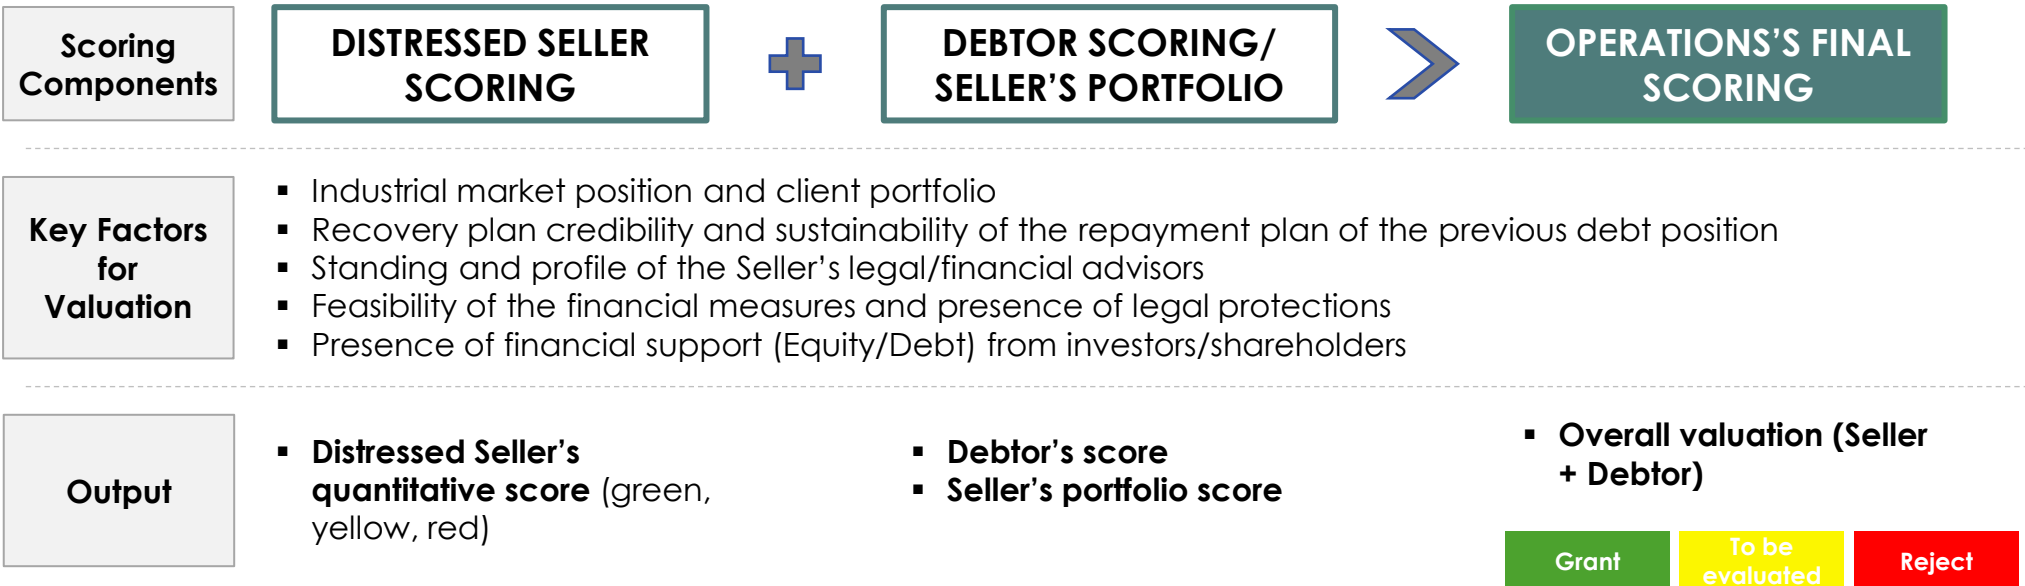 Scoring
Components
DISTRESSED SELLER
SCORING
DEBTOR SCORING/
SELLER’S PORTFOLIO
OPERATIONS’S FINAL
SCORING
Key Factors
for
Valuation
▪ Industrial market position and client portfolio
▪ Recovery plan credibility and sustainability of the repayment plan of the previous debt position
▪ Standing and profile of the Seller’s legal/financial advisors
▪ Feasibility of the financial measures and presence of legal protections
▪ Presence of financial support (Equity/Debt) from investors/shareholders
Output
▪ Distressed Seller’s
quantitative score (green,
yellow, red)
▪ Debtor’s score
▪ Seller’s portfolio score
▪ Overall valuation (Seller
+ Debtor)
Grant
To be
evaluated
Reject